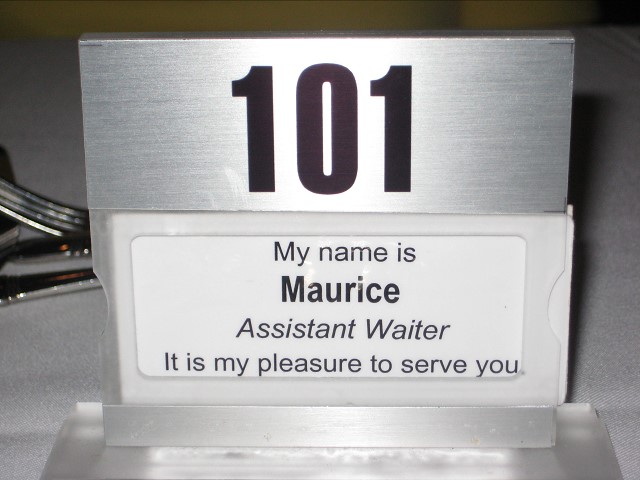 101
My name is
Maurice
Assistant Waiter
It is my pleasure to serve you